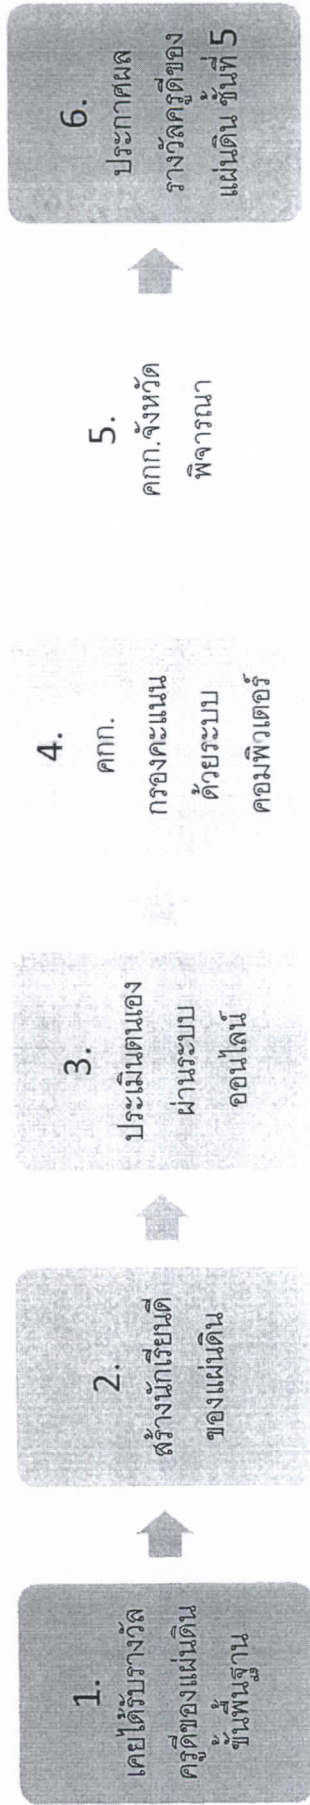 1.
เคยได้รับรางวัล
ครูดีของแผ่นดิน
ขั้นพื้นฐาน
2.
สร้างนักเรียนดี
ของแผ่นดิน
3.
ประเมินตนเอง
ผ่านระบบ
ออนไลน์
4.
คกก.
กรองคะแนน
ด้วยระบบ
คอมพิวเตอร์
5.
คกก.จังหวัด
พิจารณา
6.
ประกาศผล
รางวัลครูดีของ
แผ่นดิน ชั้นที่ 5